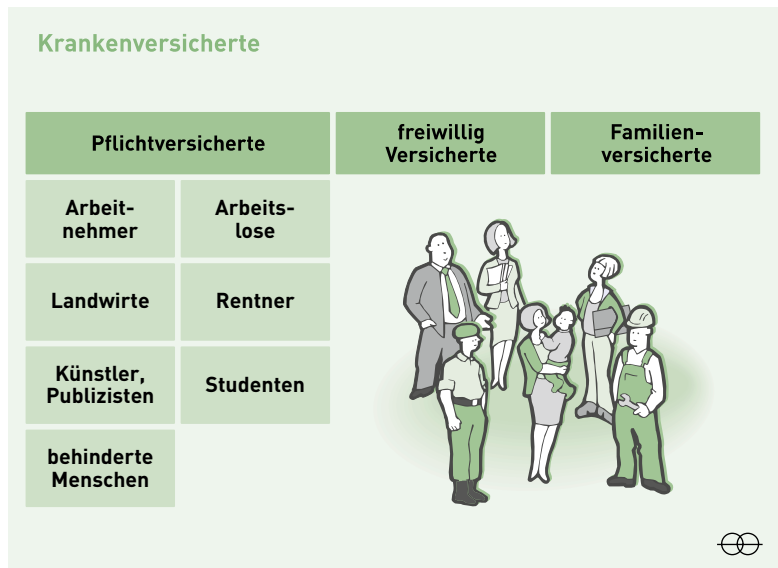 Krankenversicherte
Pflichtversicherte
freiwillig
Versicherte
Familien-
versicherte
Arbeit-
nehmer
Arbeits-
lose
Landwirte
Rentner
Künstler,
Publizisten
Studenten
behinderte
Menschen